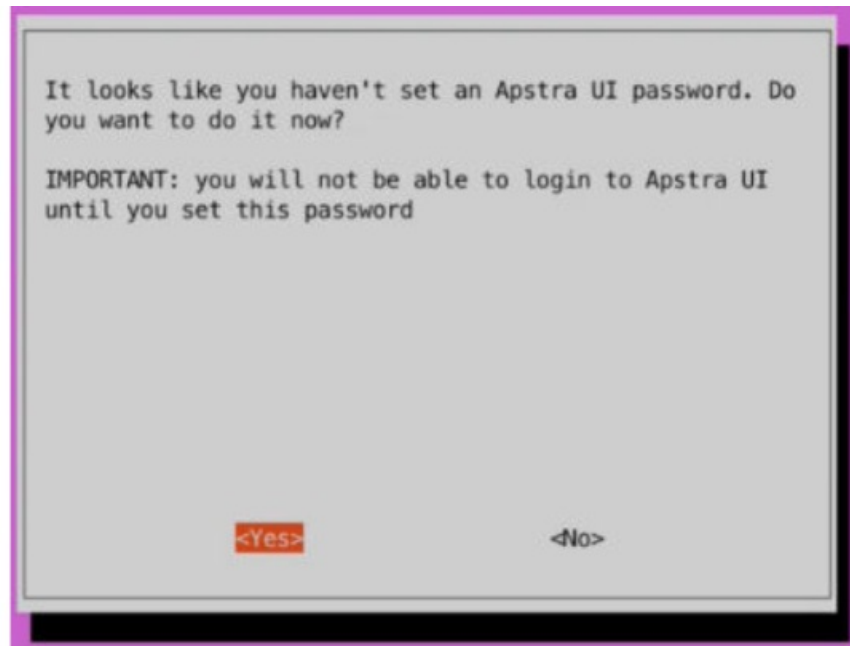 It looks like you haven't set an Apstra UI password. Do
you want to do it now?
IMPORTANT: you will not be able to login to Apstra UI
until you set this password
<Yes> <No>